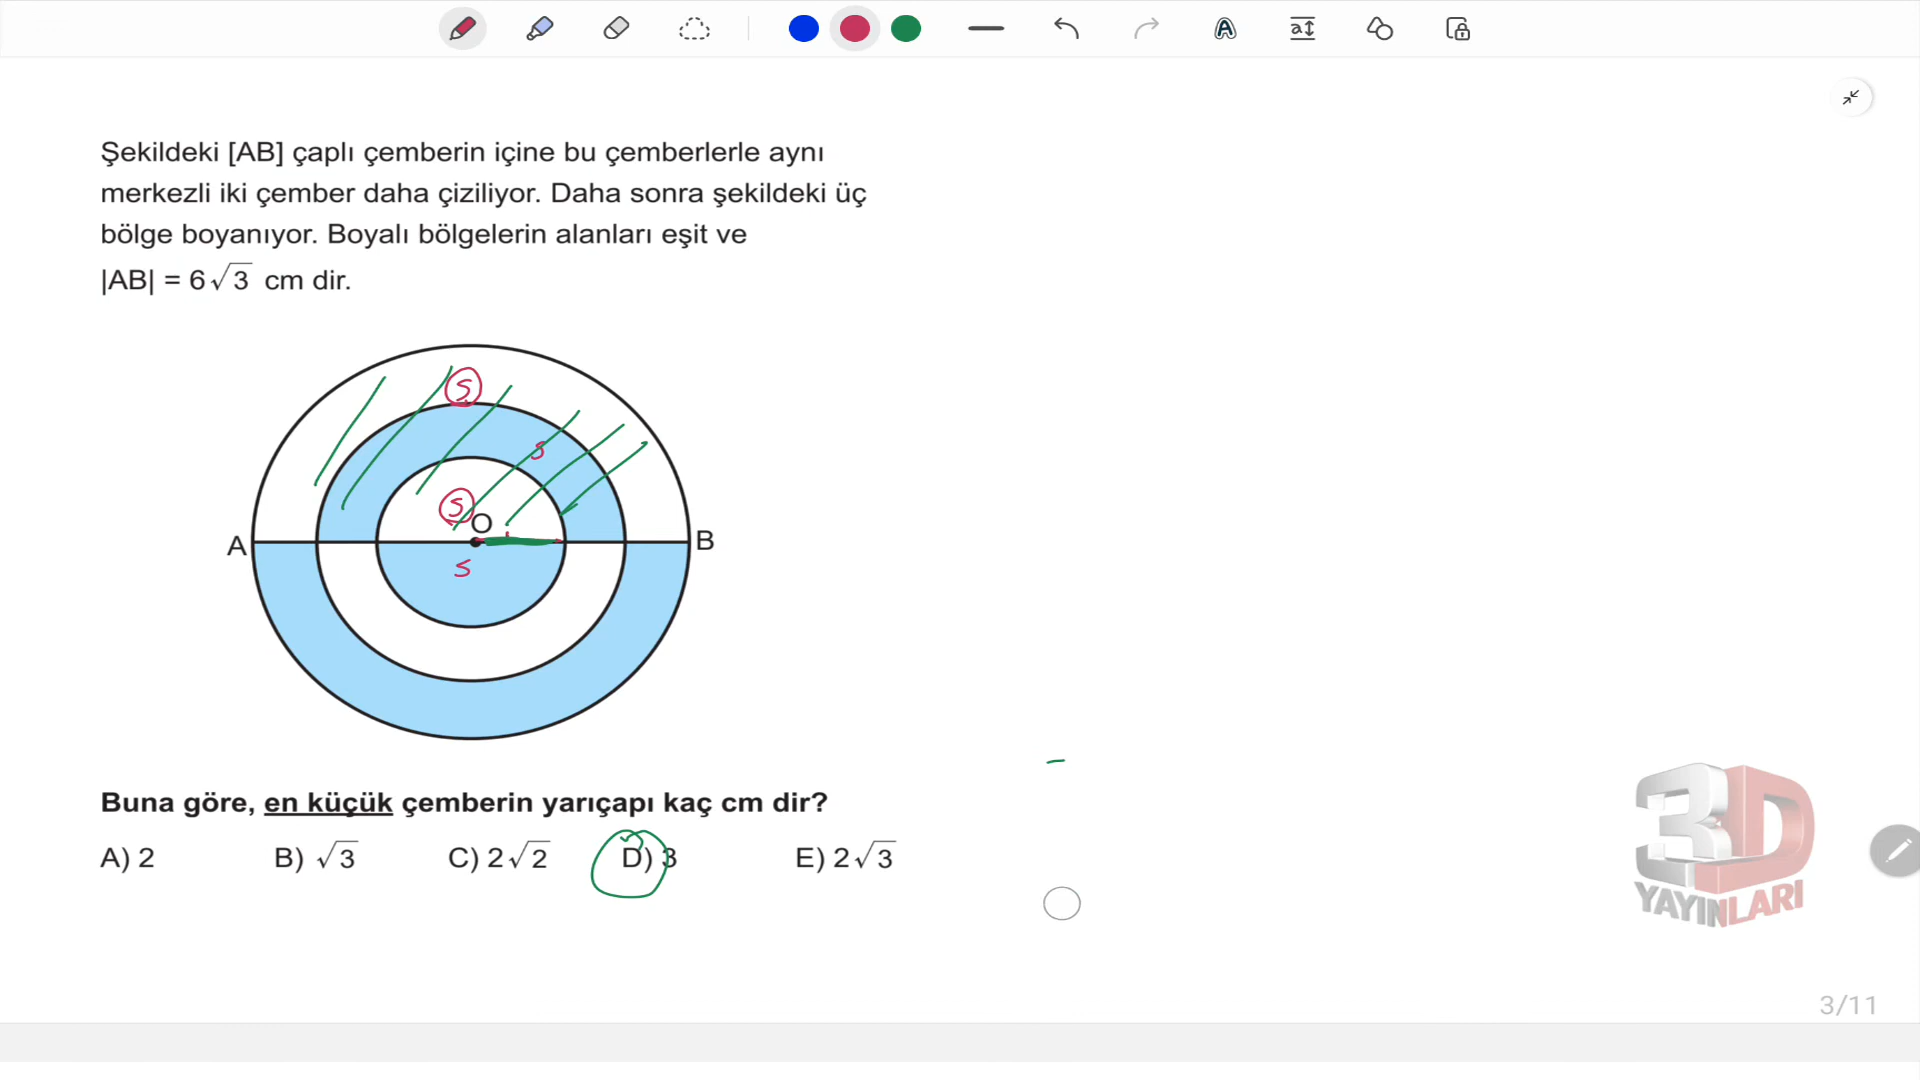 Şekildeki [AB] çaplı çemberin içine bu çemberlerle aynı
merkezli iki çember daha çiziliyor. Daha sonra şekildeki üç
bölge boyanıyor. Boyalı bölgelerin alanları eşit ve
|AB| = 6√3 cm dir.
S
S
S
O
A
B
S
Buna göre, en küçük çemberin yarıçapı kaç cm dir?
A) 2 B) √3 C) 2√2 D) 3 E) 2√3
3D
YAYINLARI
3/11